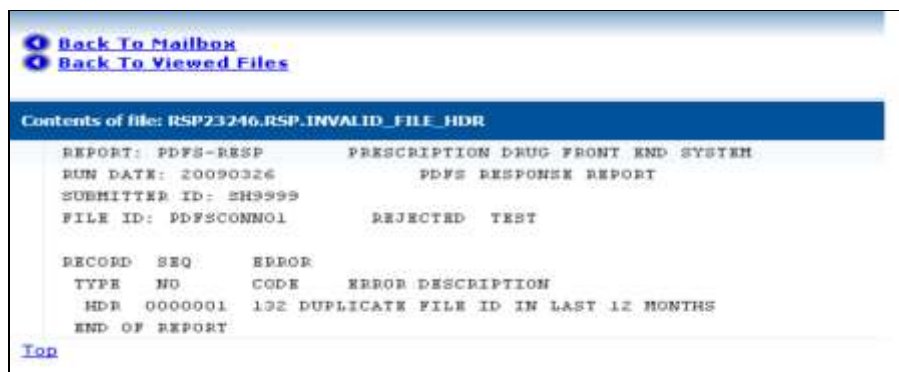 Back To Mailbox
Back To Viewed Files
Contents of file: RSP23246.RSP.INVALID_FILE_HDR
REPORT: PDFS-RESP PRESCRIPTION DRUG FRONT END SYSTEM
RUN DATE: 20090326 PDFS RESPONSE REPORT
SUBMITTER ID: SH9999
FILE ID: PDFSCONN01 REJECTED TEST
RECORD SEQ ERROR
TYPE NO CODE ERROR DESCRIPTION
HDR 0000001 132 DUPLICATE FILE ID IN LAST 12 MONTHS
END OF REPORT
Top